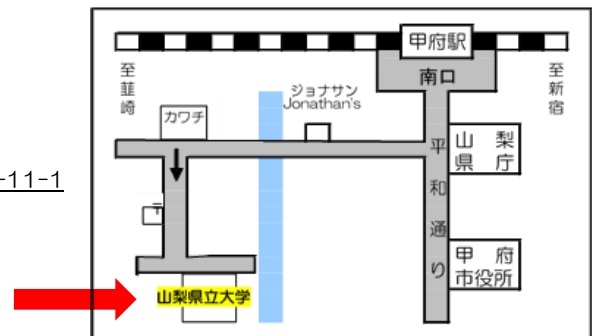 甲府駅
南口
至韮崎
至新宿
ジョナサン
Jonathan's
カワチ
山梨
県庁
平和通り
-11-1
〒
甲府
市役所
山梨県立大学